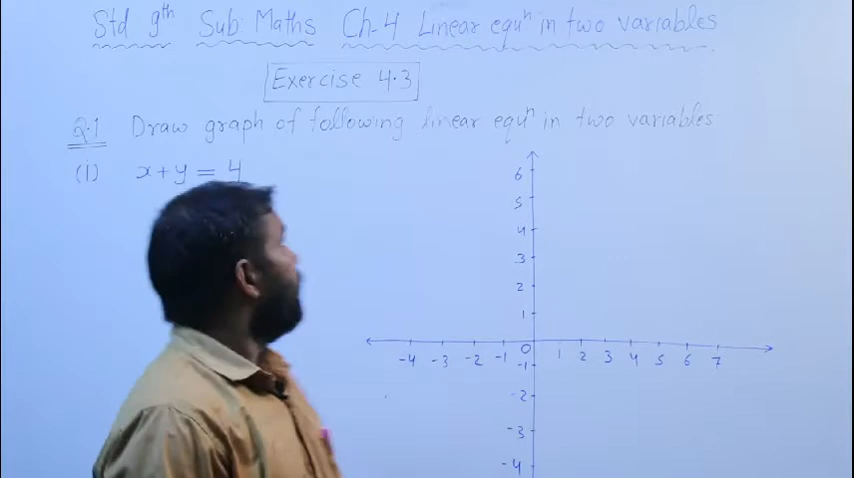 Std 9th Sub: Maths Ch-4 Linear equⁿ in two variables
Exercise 4.3
Q.1 Draw graph of following linear equⁿ in two variables
(i) x+y = 4
6
5
4
3
2
1
-4 -3 -2 -1 0 1 2 3 4 5 6 7
-1
-2
-3
-4